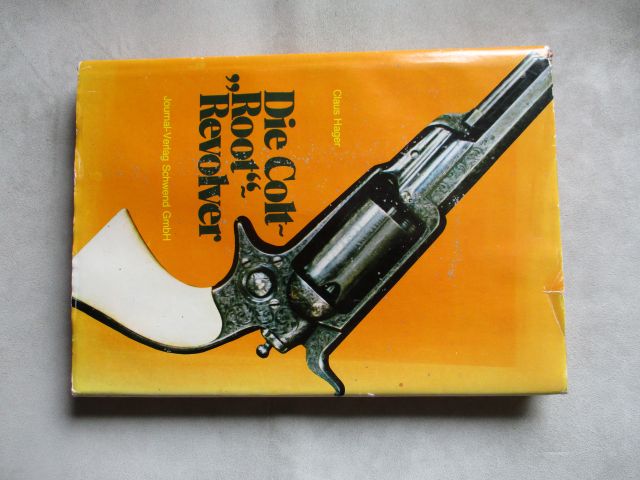 Claus Hager
Die Colt~
„Root“~
Revolver
Journal-Verlag Schwend GmbH